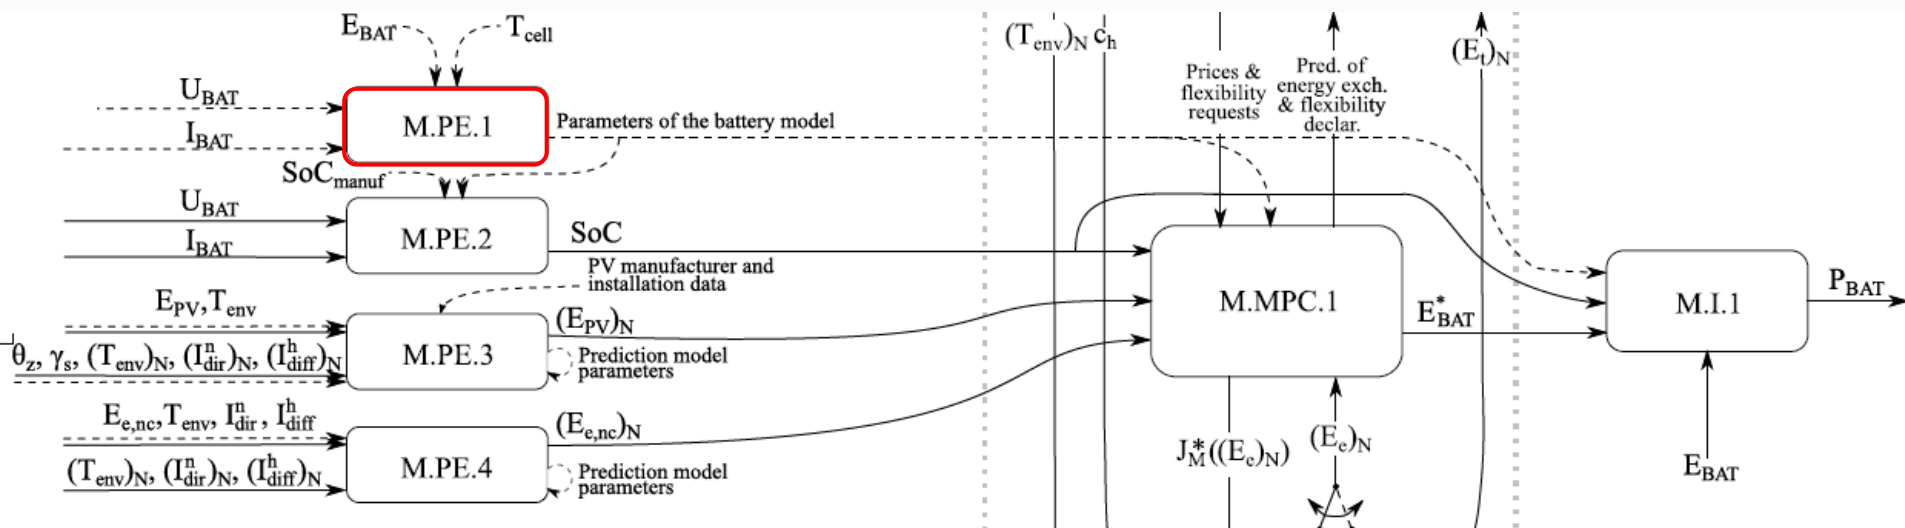 E_BAT
T_cell
U_BAT
I_BAT
M.PE.1
Parameters of the battery model
SoC_manuf
U_BAT
I_BAT
M.PE.2
SoC
PV manufacturer and
installation data
E_PV, T_env
θ_z, γ_s, (T_env)_N, (I^n_dir)_N, (I^h_diff)_N
M.PE.3
(E_PV)_N
Prediction model
parameters
E_e,nc, T_env, I^n_dir, I^h_diff
(T_env)_N, (I^n_dir)_N, (I^h_diff)_N
M.PE.4
(E_e,nc)_N
Prediction model
parameters
(T_env)_N
c_h
Prices &
flexibility
requests
Pred. of
energy exch.
& flexibility
declar.
(E_t)_N
M.MPC.1
E*_BAT
J*_M((E_e)_N)
(E_e)_N
M.I.1
P_BAT
E_BAT